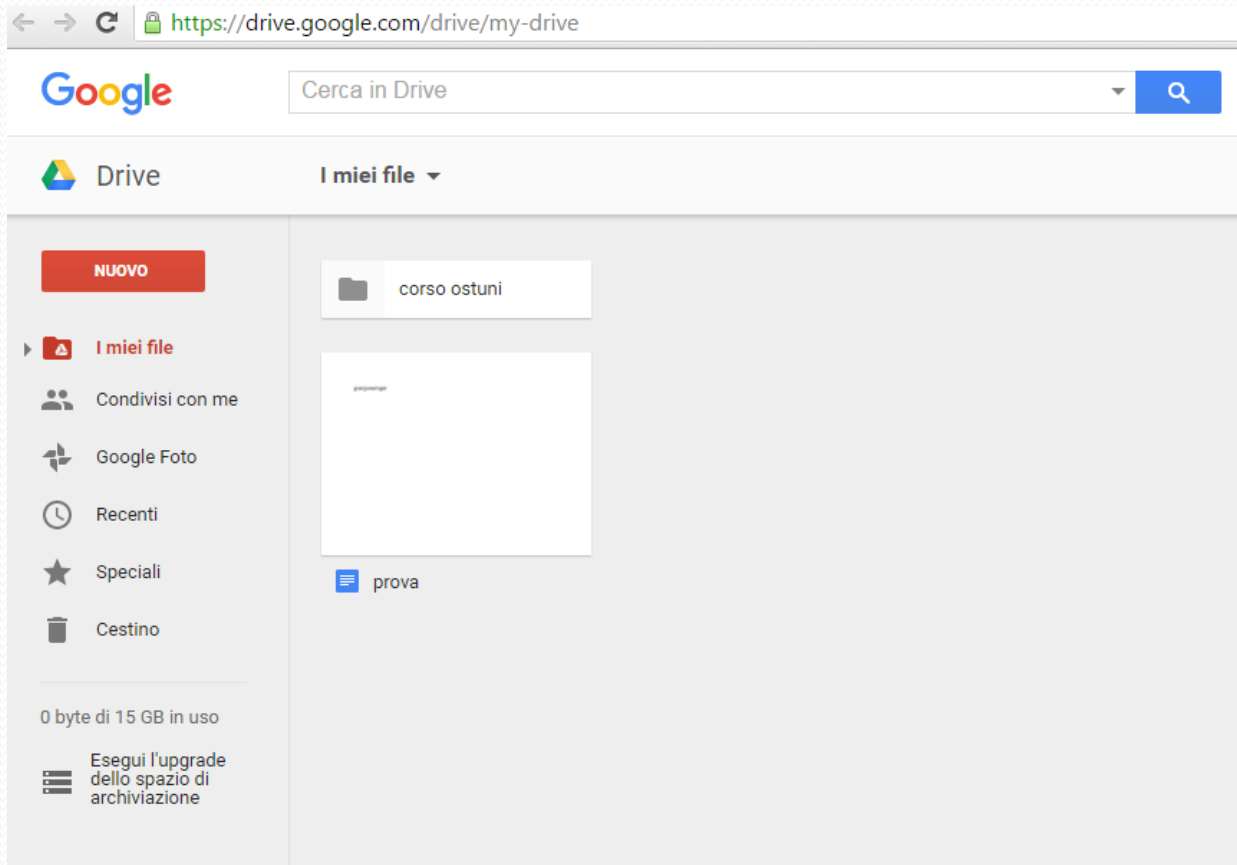 https://drive.google.com/drive/my-drive
Google
Cerca in Drive
Drive
I miei file
NUOVO
I miei file
Condivisi con me
Google Foto
Recenti
Speciali
Cestino
0 byte di 15 GB in uso
Esegui l'upgrade
dello spazio di
archiviazione
corso ostuni
prova